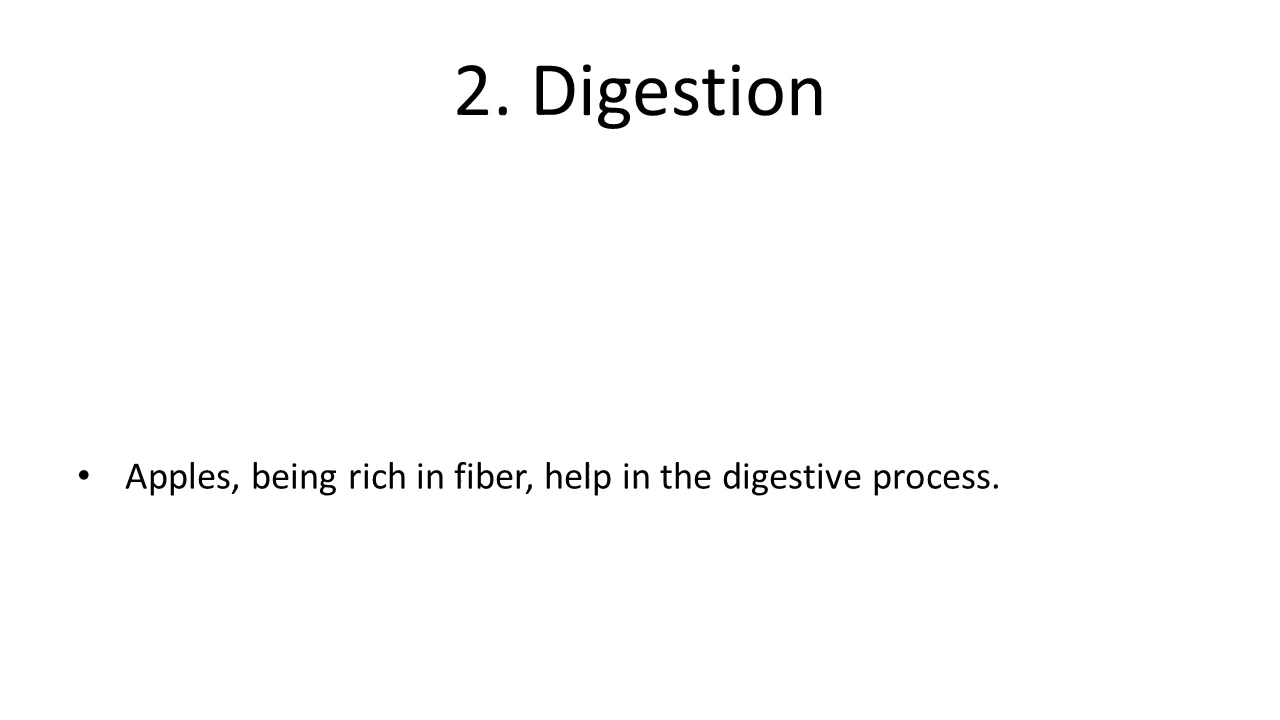 2. Digestion
• Apples, being rich in fiber, help in the digestive process.